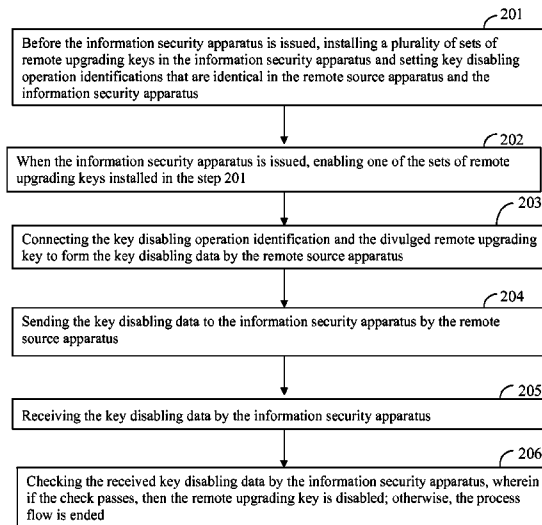 201
Before the information security apparatus is issued, installing a plurality of sets of
remote upgrading keys in the information security apparatus and setting key disabling
operation identifications that are identical in the remote source apparatus and the
information security apparatus
202
When the information security apparatus is issued, enabling one of the sets of remote
upgrading keys installed in the step 201
203
Connecting the key disabling operation identification and the divulged remote upgrading
key to form the key disabling data by the remote source apparatus
204
Sending the key disabling data to the information security apparatus by the remote
source apparatus
205
Receiving the key disabling data by the information security apparatus
206
Checking the received key disabling data by the information security apparatus, wherein
if the check passes, then the remote upgrading key is disabled; otherwise, the process
flow is ended